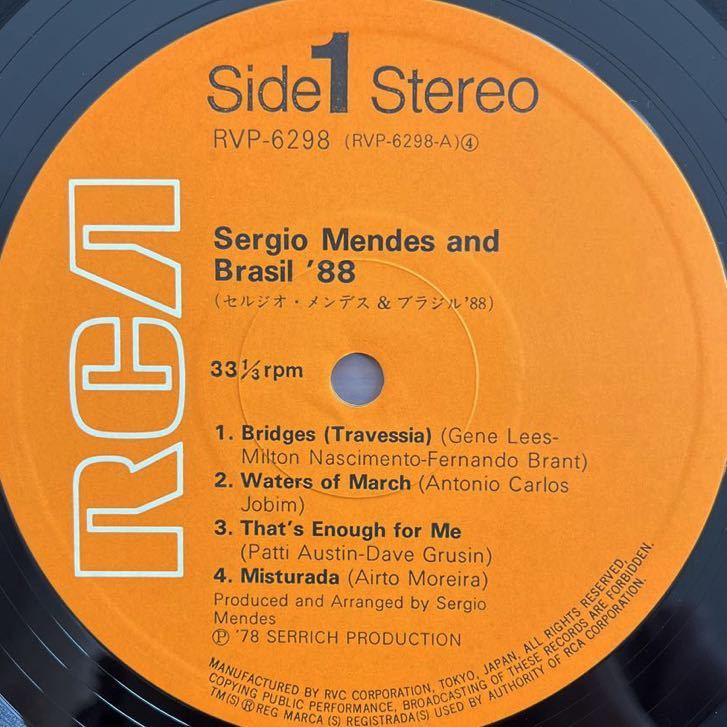 Side 1 Stereo
RVP-6298 (RVP-6298-A)④
RCA
Sergio Mendes and
Brasil '88
(セルジオ・メンデス & ブラジル'88)
33 1/3 rpm
1. Bridges (Travessia) (Gene Lees-
Milton Nascimento-Fernando Brant)
2. Waters of March (Antonio Carlos
Jobim)
3. That's Enough for Me
(Patti Austin-Dave Grusin)
4. Misturada (Airto Moreira)
Produced and Arranged by Sergio
Mendes
Ⓟ '78 SERRICH PRODUCTION
MANUFACTURED BY RVC CORPORATION, TOKYO, JAPAN. ALL RIGHTS RESERVED.
COPYING PUBLIC PERFORMANCE, BROADCASTING OF THESE RECORDS ARE FORBIDDEN.
TM(S)® REG MARCA (S) REGISTRADA(S) USED BY AUTHORITY OF RCA CORPORATION.